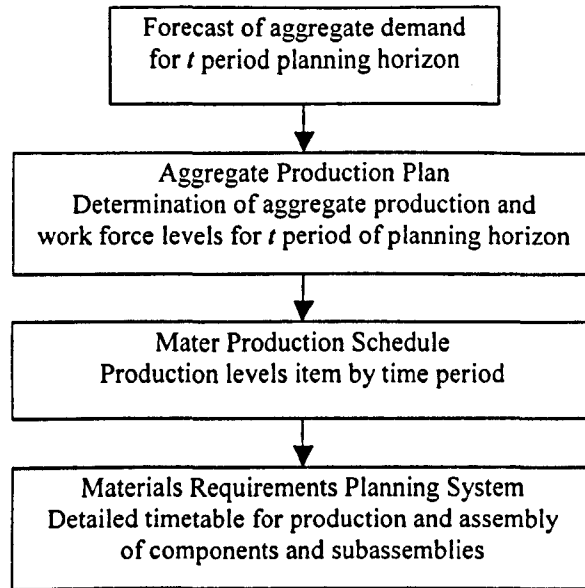 Forecast of aggregate demand
for t period planning horizon
Aggregate Production Plan
Determination of aggregate production and
work force levels for t period of planning horizon
Mater Production Schedule
Production levels item by time period
Materials Requirements Planning System
Detailed timetable for production and assembly
of components and subassemblies